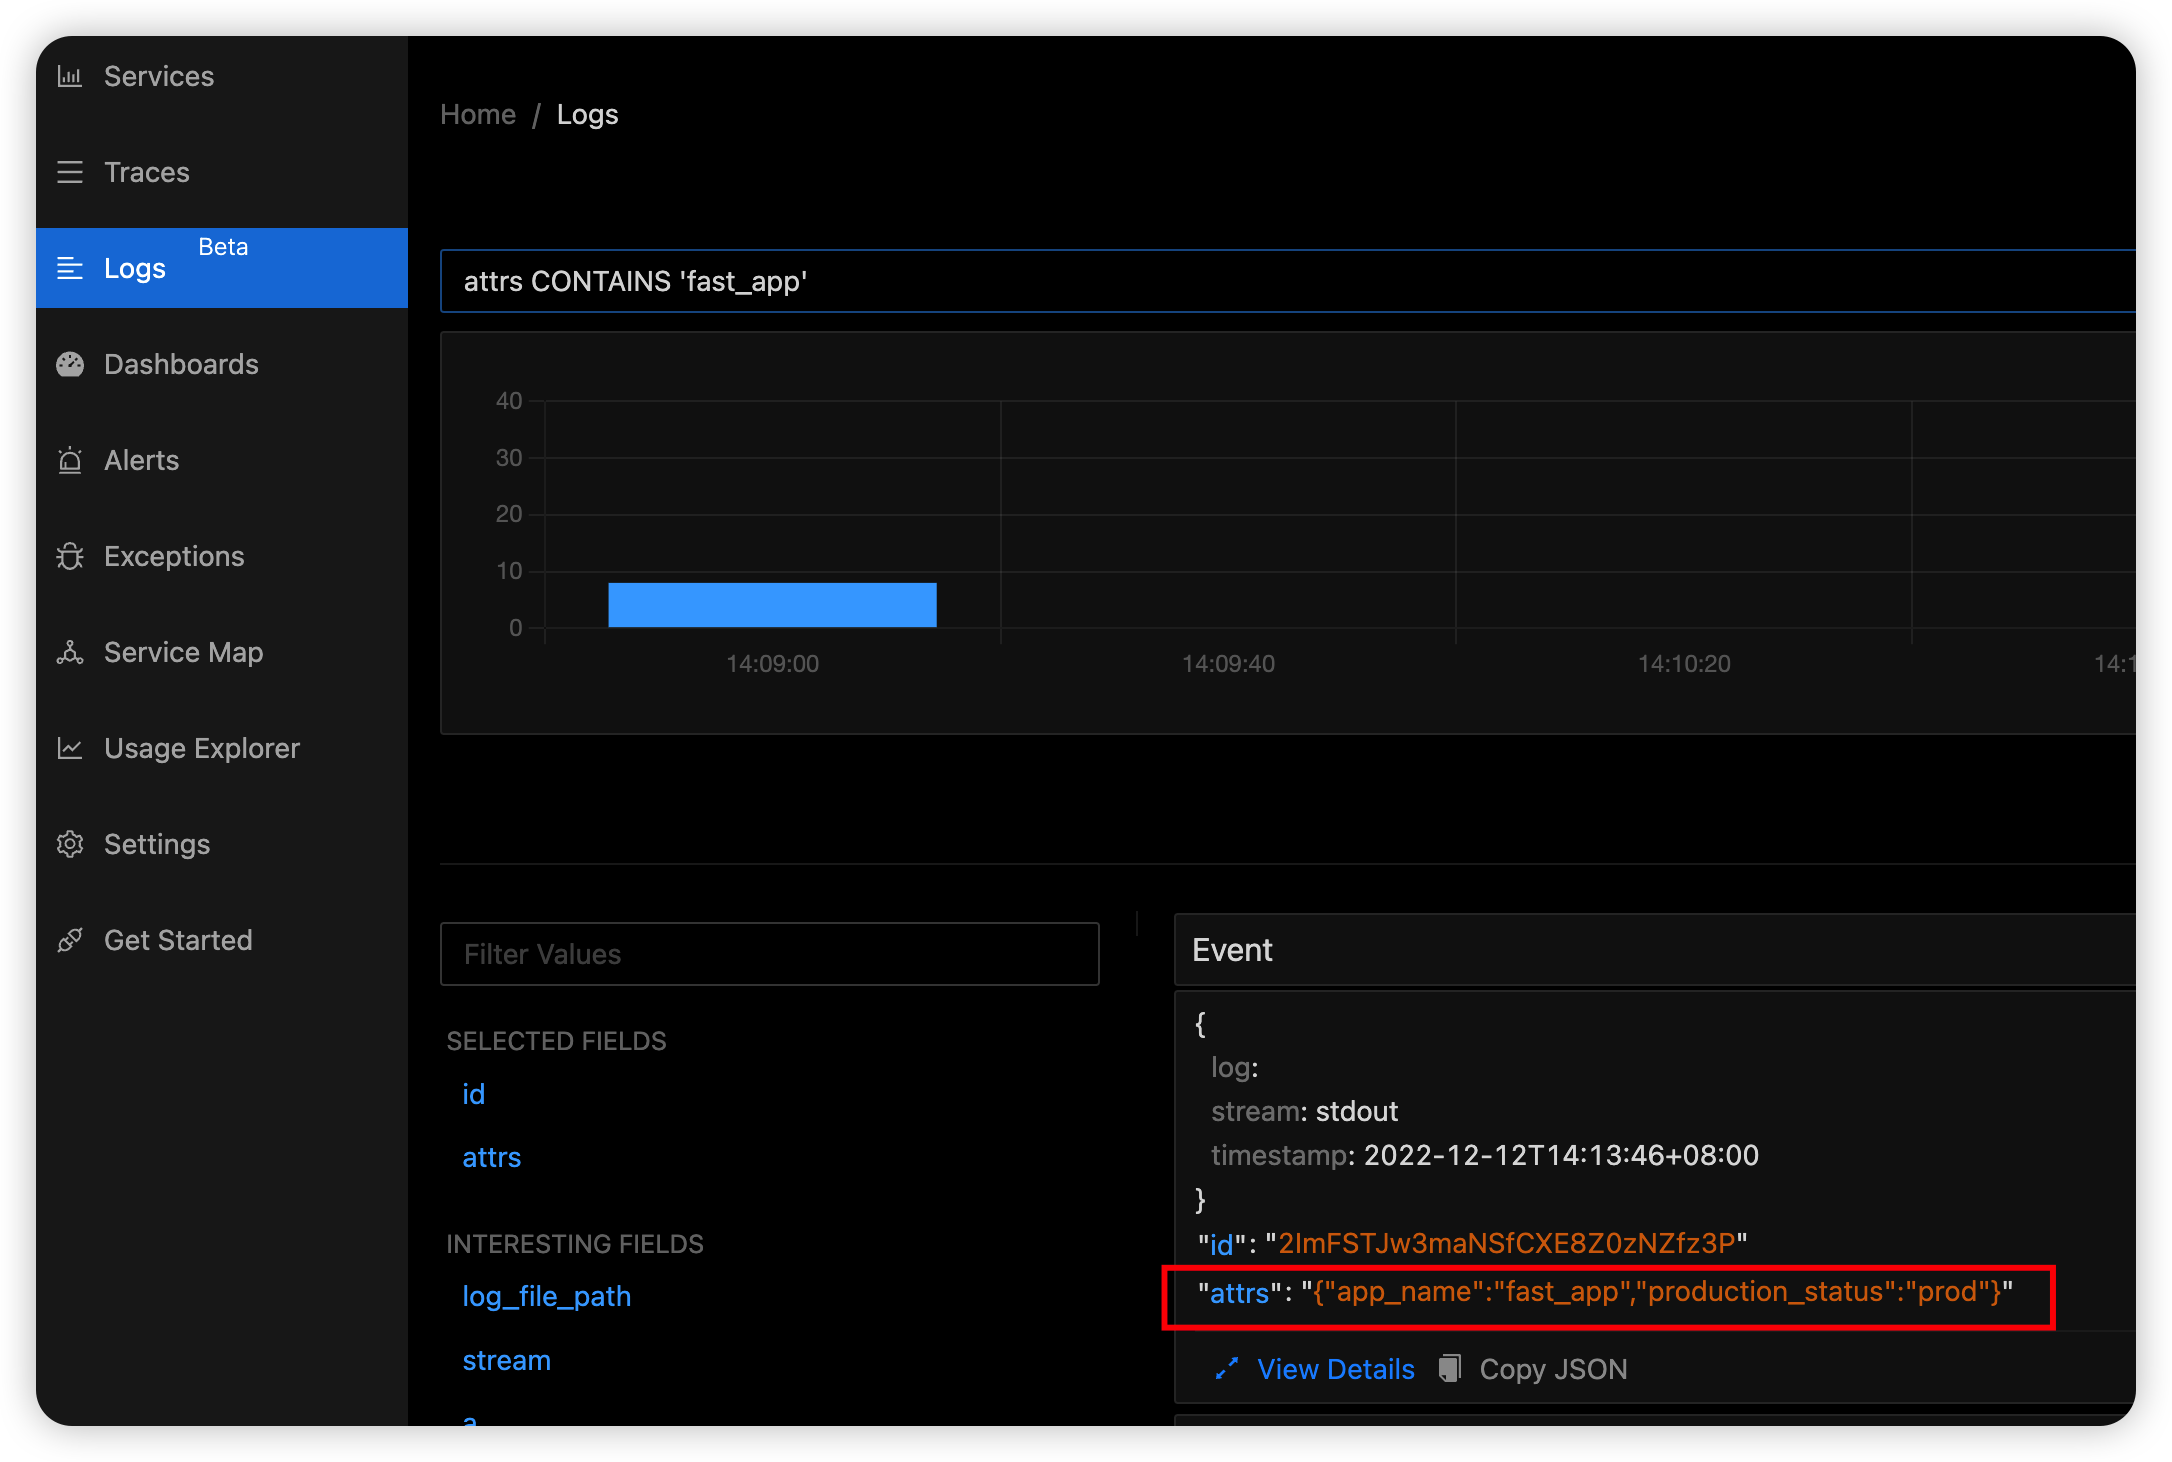 Services
Traces
Logs Beta
Dashboards
Alerts
Exceptions
Service Map
Usage Explorer
Settings
Get Started
Home / Logs
attrs CONTAINS 'fast_app'
40
30
20
10
0
14:09:00 14:09:40 14:10:20 14:1
Filter Values
SELECTED FIELDS
id
attrs
INTERESTING FIELDS
log_file_path
stream
Event
{
log:
stream: stdout
timestamp: 2022-12-12T14:13:46+08:00
}
"id": "2ImFSTJw3maNSfCXE8Z0zNZfz3P"
"attrs": "{"app_name":"fast_app","production_status":"prod"}"
View Details Copy JSON